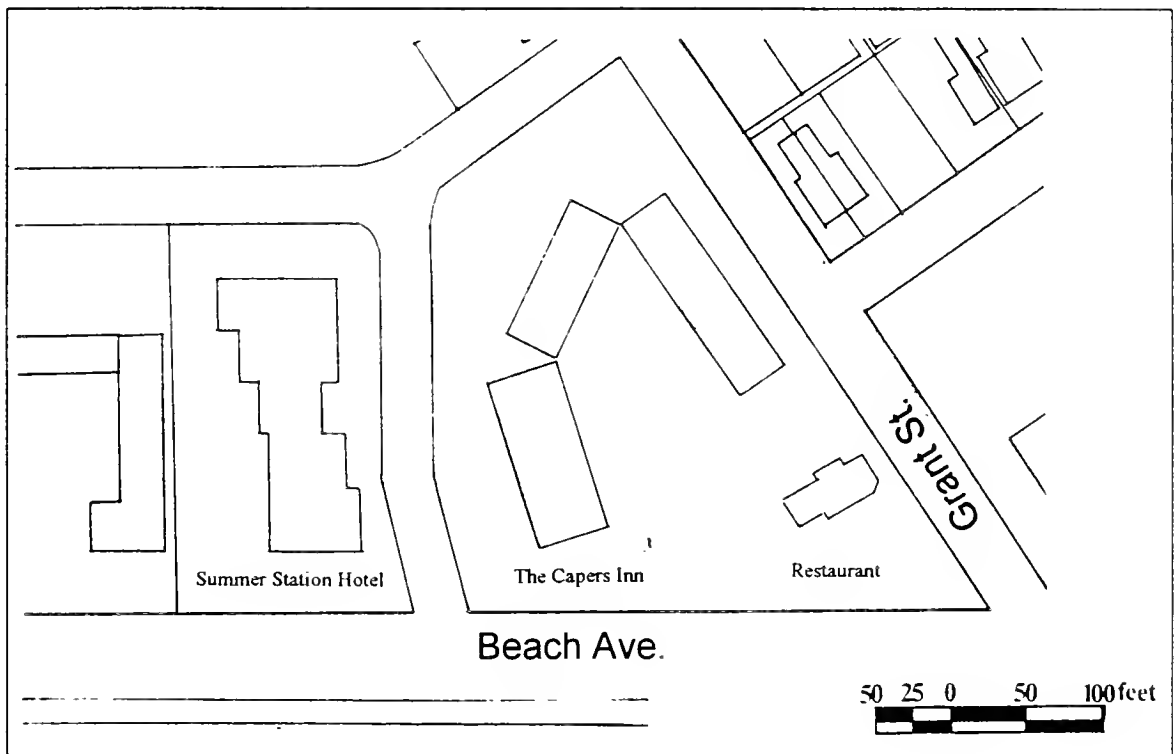 Grant St.
Summer Station Hotel
The Capers Inn
Restaurant
Beach Ave.
50 25 0 50 100 feet